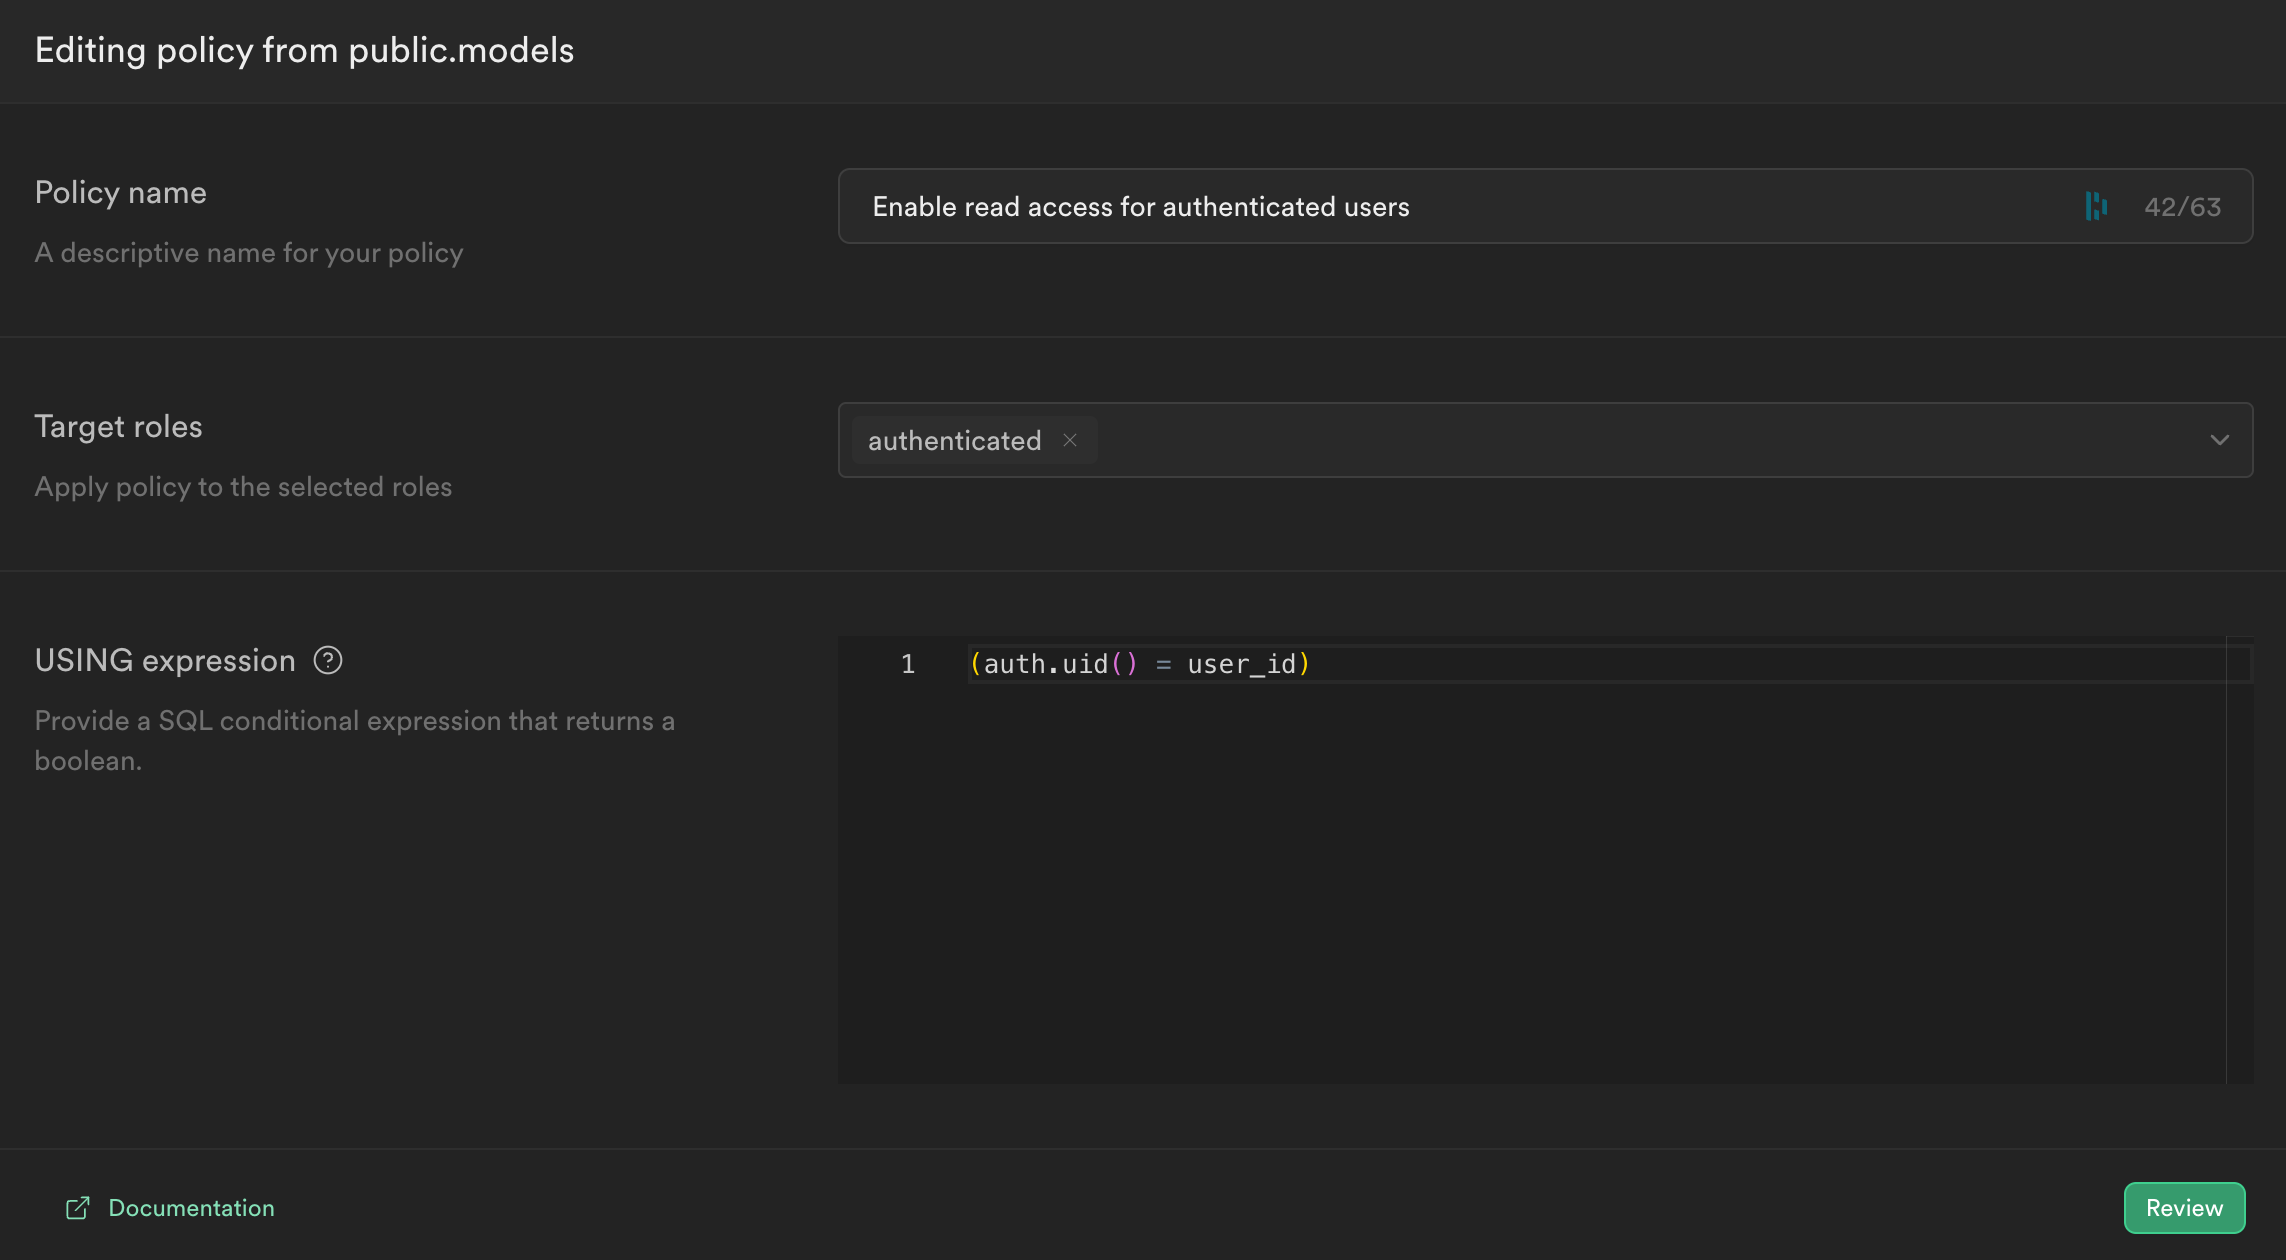 Editing policy from public.models
Policy name
A descriptive name for your policy
Enable read access for authenticated users
42/63
Target roles
Apply policy to the selected roles
authenticated
USING expression
Provide a SQL conditional expression that returns a
boolean.
1 (auth.uid() = user_id)
Documentation
Review